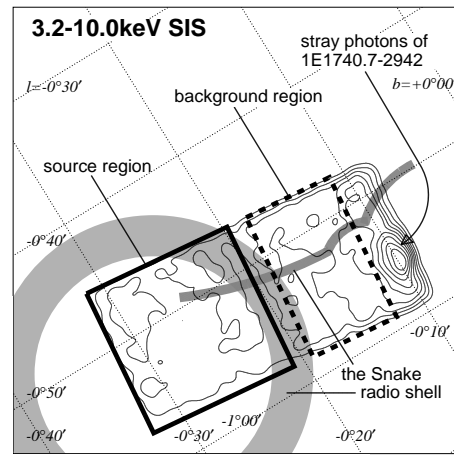 3.2-10.0keV SIS
stray photons of
1E1740.7-2942
l=-0°30′
background region
b=+0°00′
source region
-0°40′
-0°10′
the Snake
-0°50′
radio shell
-1°00′
-0°40′
-0°30′
-0°20′